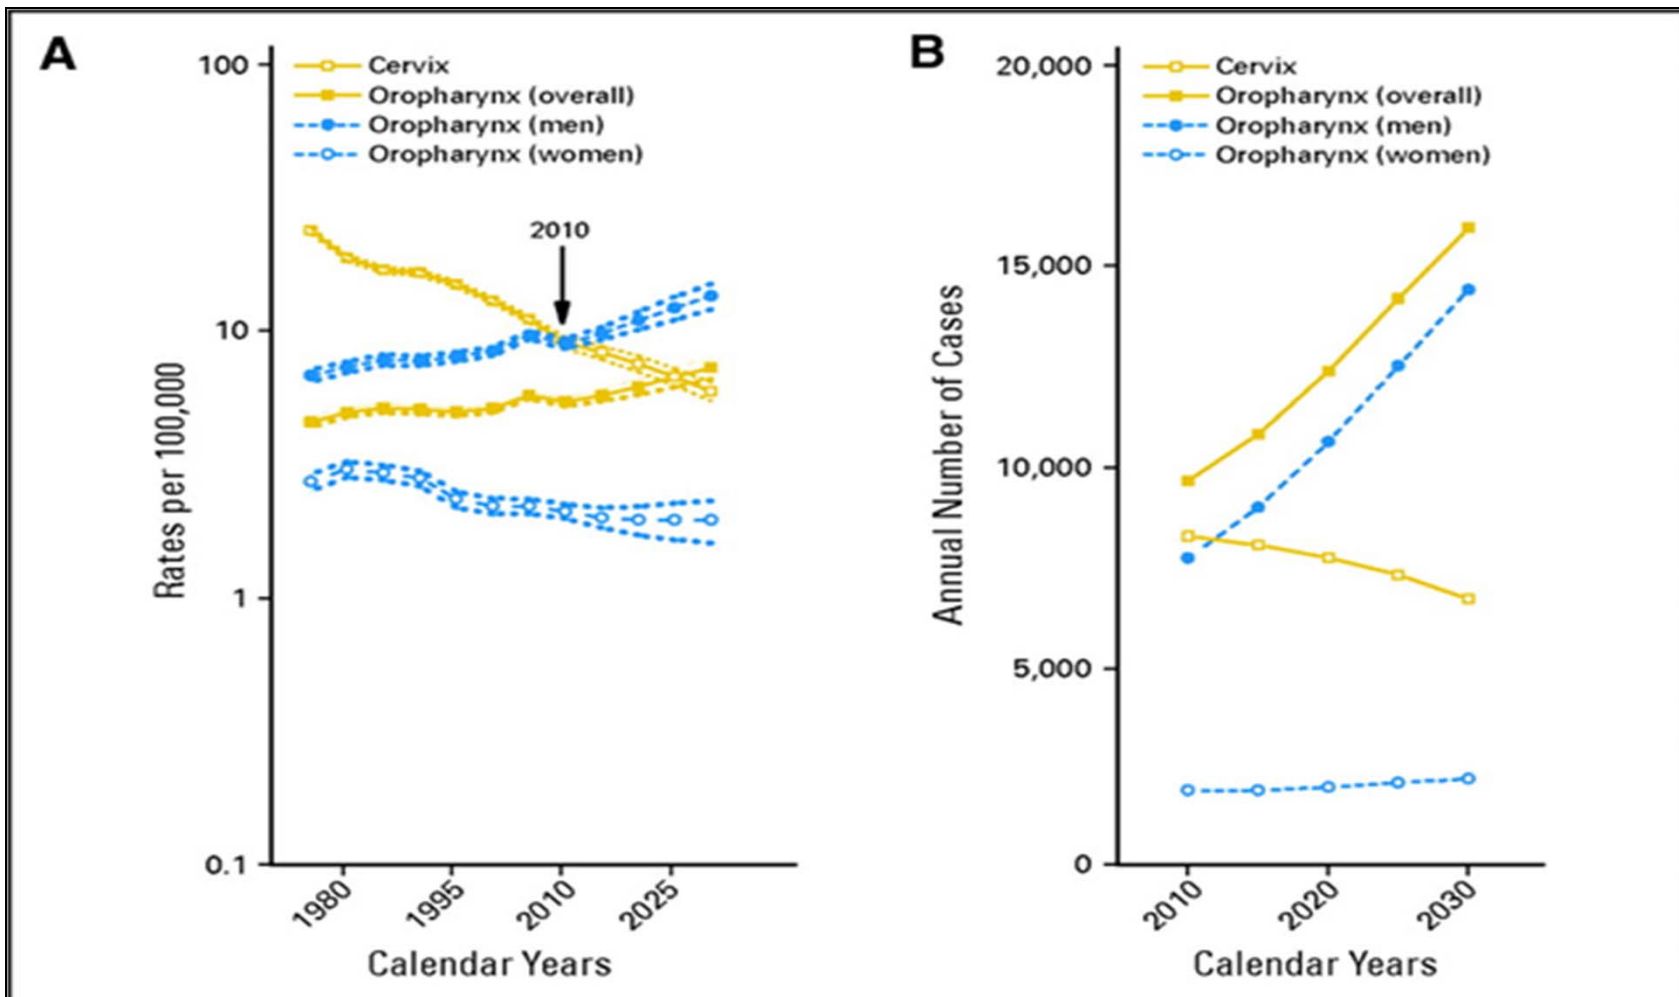 A
100
Cervix
Oropharynx (overall)
Oropharynx (men)
Oropharynx (women)
2010
10
1
0.1
Rates per 100,000
1980
1995
2010
2025
Calendar Years
B
20,000
Cervix
Oropharynx (overall)
Oropharynx (men)
Oropharynx (women)
15,000
10,000
5,000
0
Annual Number of Cases
2010
2020
2030
Calendar Years